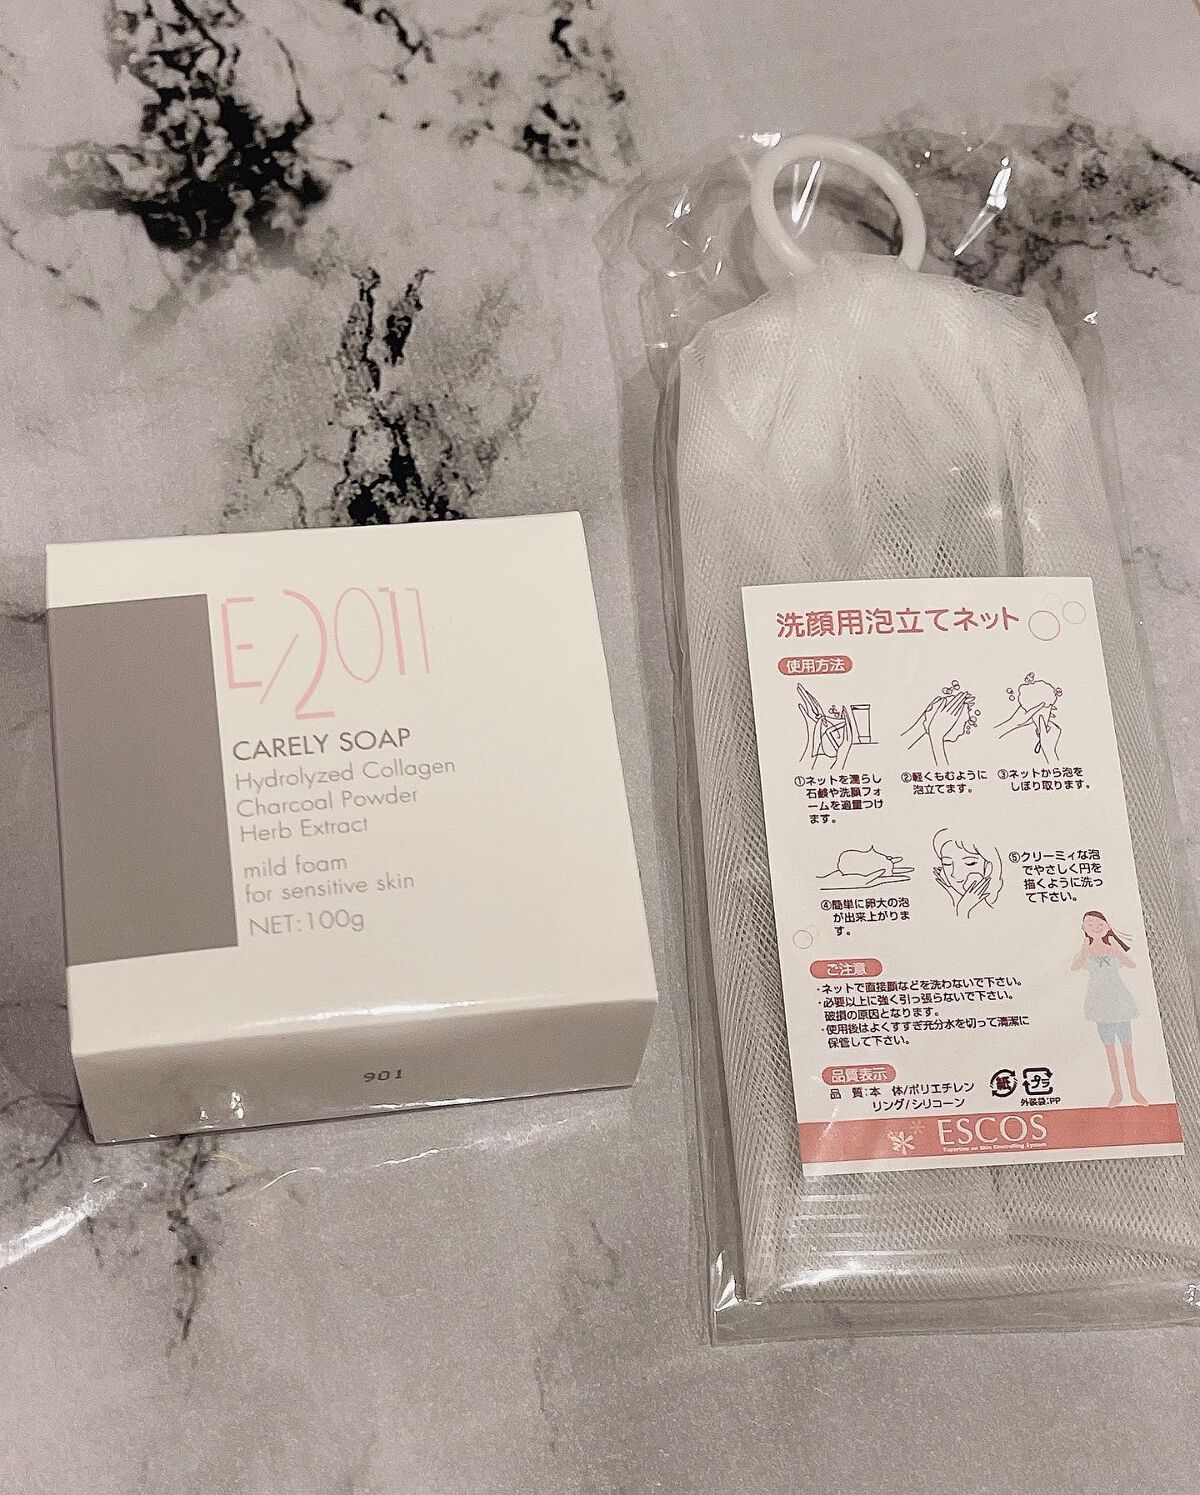 E/2011
CARELY SOAP
Hydrolyzed Collagen
Charcoal Powder
Herb Extract
mild foam
for sensitive skin
NET:100g
901
洗顔用泡立てネット
使用方法
①ネットを濡らし
石鹸や洗顔フォ
ームを適量つけ
ます。
②軽くもむように
泡立てます。
③ネットから泡を
しぼり取ります。
④簡単に卵大の泡
が出来上がりま
す。
⑤クリーミィな泡
でやさしく円を
描くように洗っ
て下さい。
ご注意
・ネットで直接顔などを洗わないで下さい。
・必要以上に強く引っ張らないで下さい。
破損の原因となります。
・使用後はよくすすぎ充分水を切って清潔に
保管して下さい。
品質表示
品 質:本 体/ポリエチレン
リング/シリコーン
紙
プラ
外装袋:PP
ESCOS
Expertise on Skin Controlling System